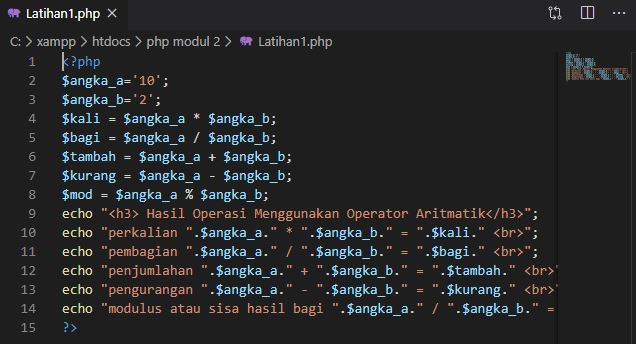 Latihan1.php ×
C: > xampp > htdocs > php modul 2 > Latihan1.php
1 <?php
2 $angka_a='10';
3 $angka_b='2';
4 $kali = $angka_a * $angka_b;
5 $bagi = $angka_a / $angka_b;
6 $tambah = $angka_a + $angka_b;
7 $kurang = $angka_a - $angka_b;
8 $mod = $angka_a % $angka_b;
9 echo "<h3> Hasil Operasi Menggunakan Operator Aritmatik</h3>";
10 echo "perkalian ".$angka_a." * ".$angka_b." = ".$kali." <br>";
11 echo "pembagian ".$angka_a." / ".$angka_b." = ".$bagi." <br>";
12 echo "penjumlahan ".$angka_a." + ".$angka_b." = ".$tambah." <br>"
13 echo "pengurangan ".$angka_a." - ".$angka_b." = ".$kurang." <br>"
14 echo "modulus atau sisa hasil bagi ".$angka_a." / ".$angka_b." =
15 ?>